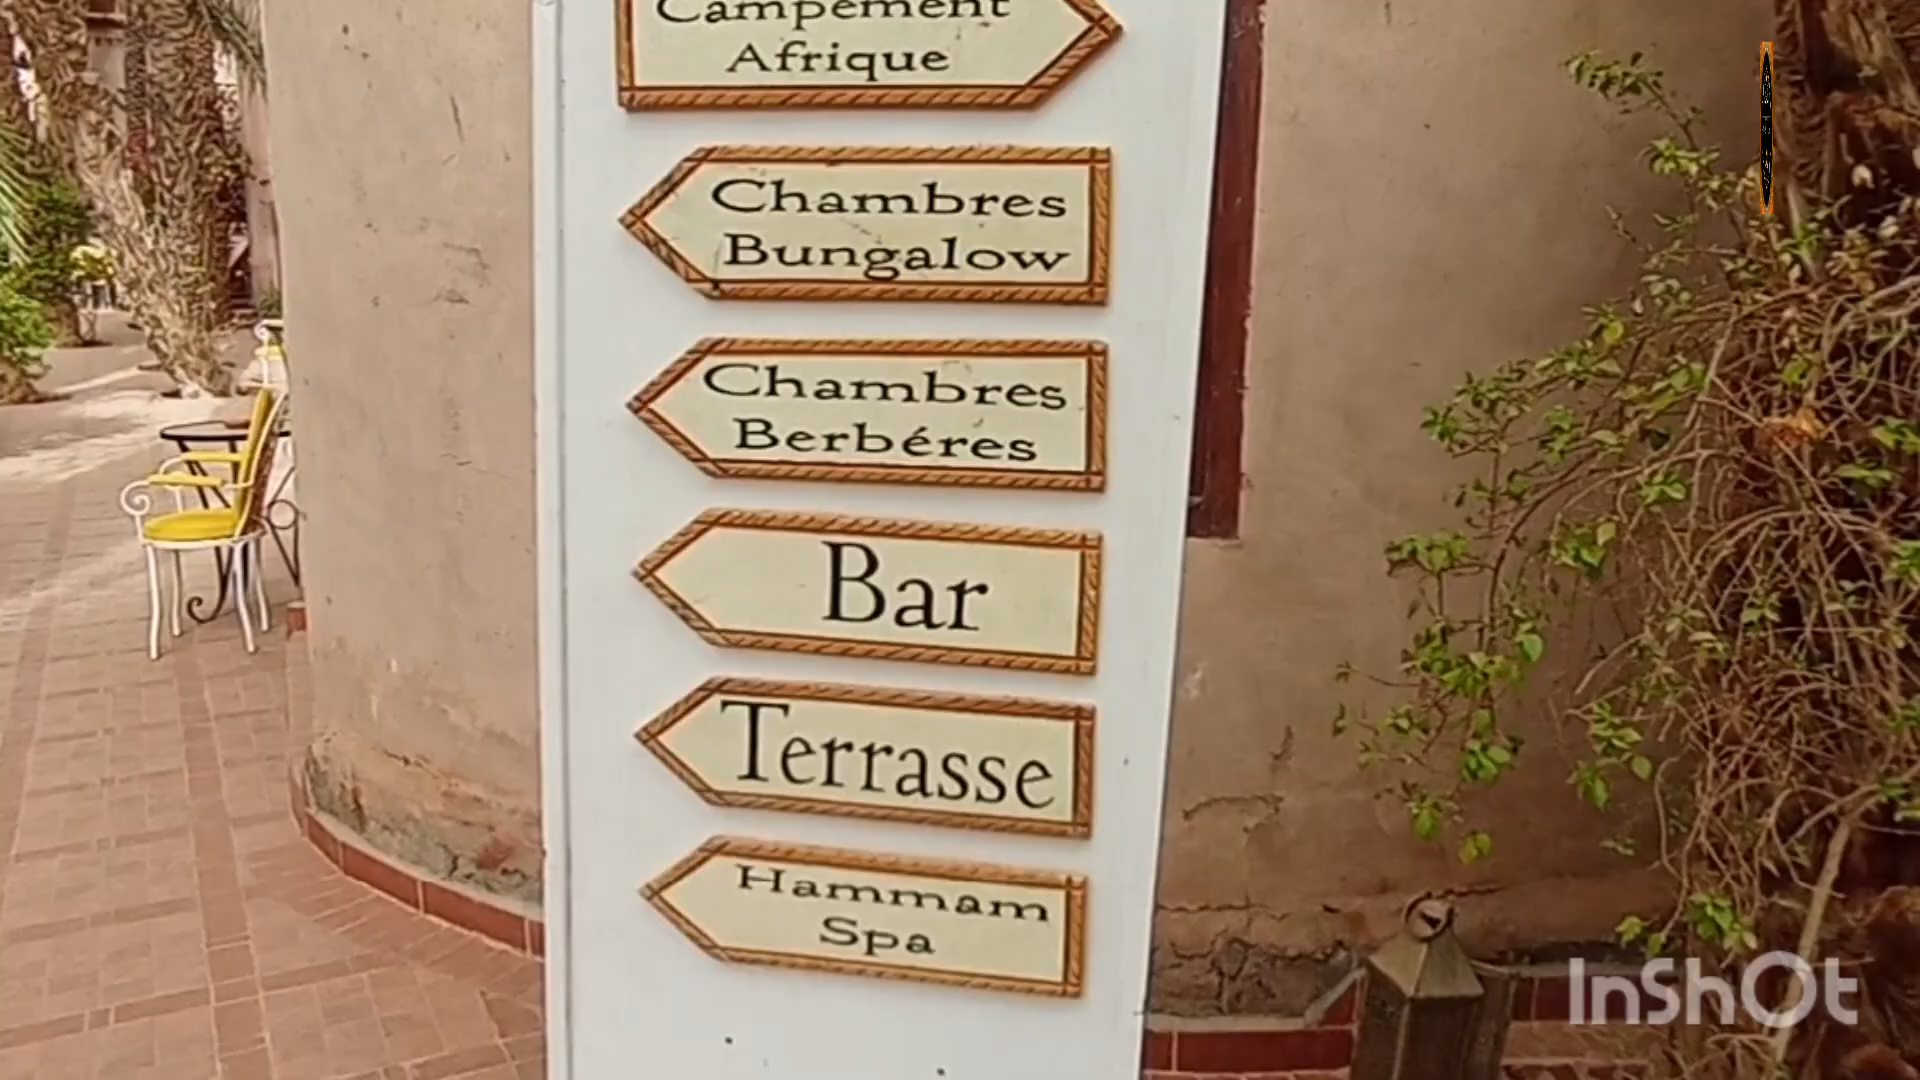 Campement
Afrique
Chambres
Bungalow
Chambres
Berbéres
Bar
Terrasse
Hammam
Spa
InShOt